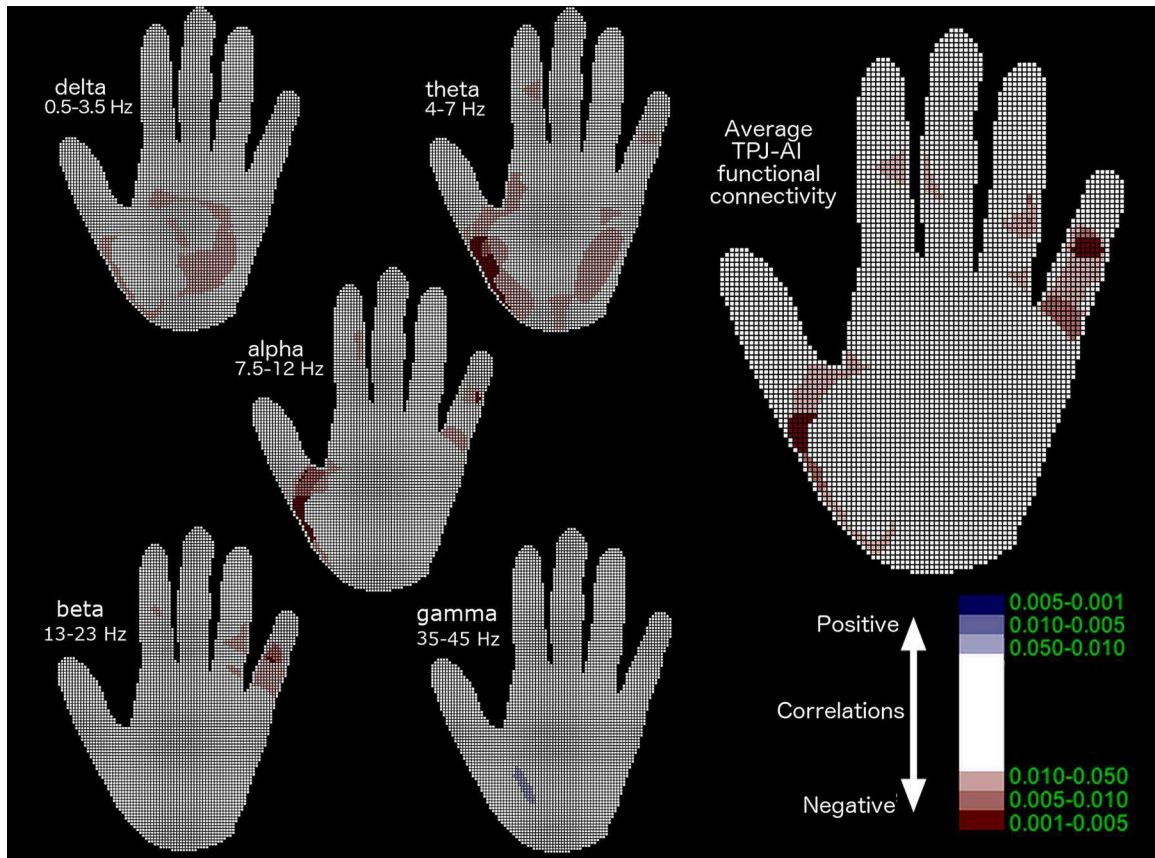 delta
0.5-3.5 Hz
theta
4-7 Hz
Average
TPJ-AI
functional
connectivity
alpha
7.5-12 Hz
beta
13-23 Hz
gamma
35-45 Hz
Positive
Correlations
Negative
0.005-0.001
0.010-0.005
0.050-0.010
0.010-0.050
0.005-0.010
0.001-0.005